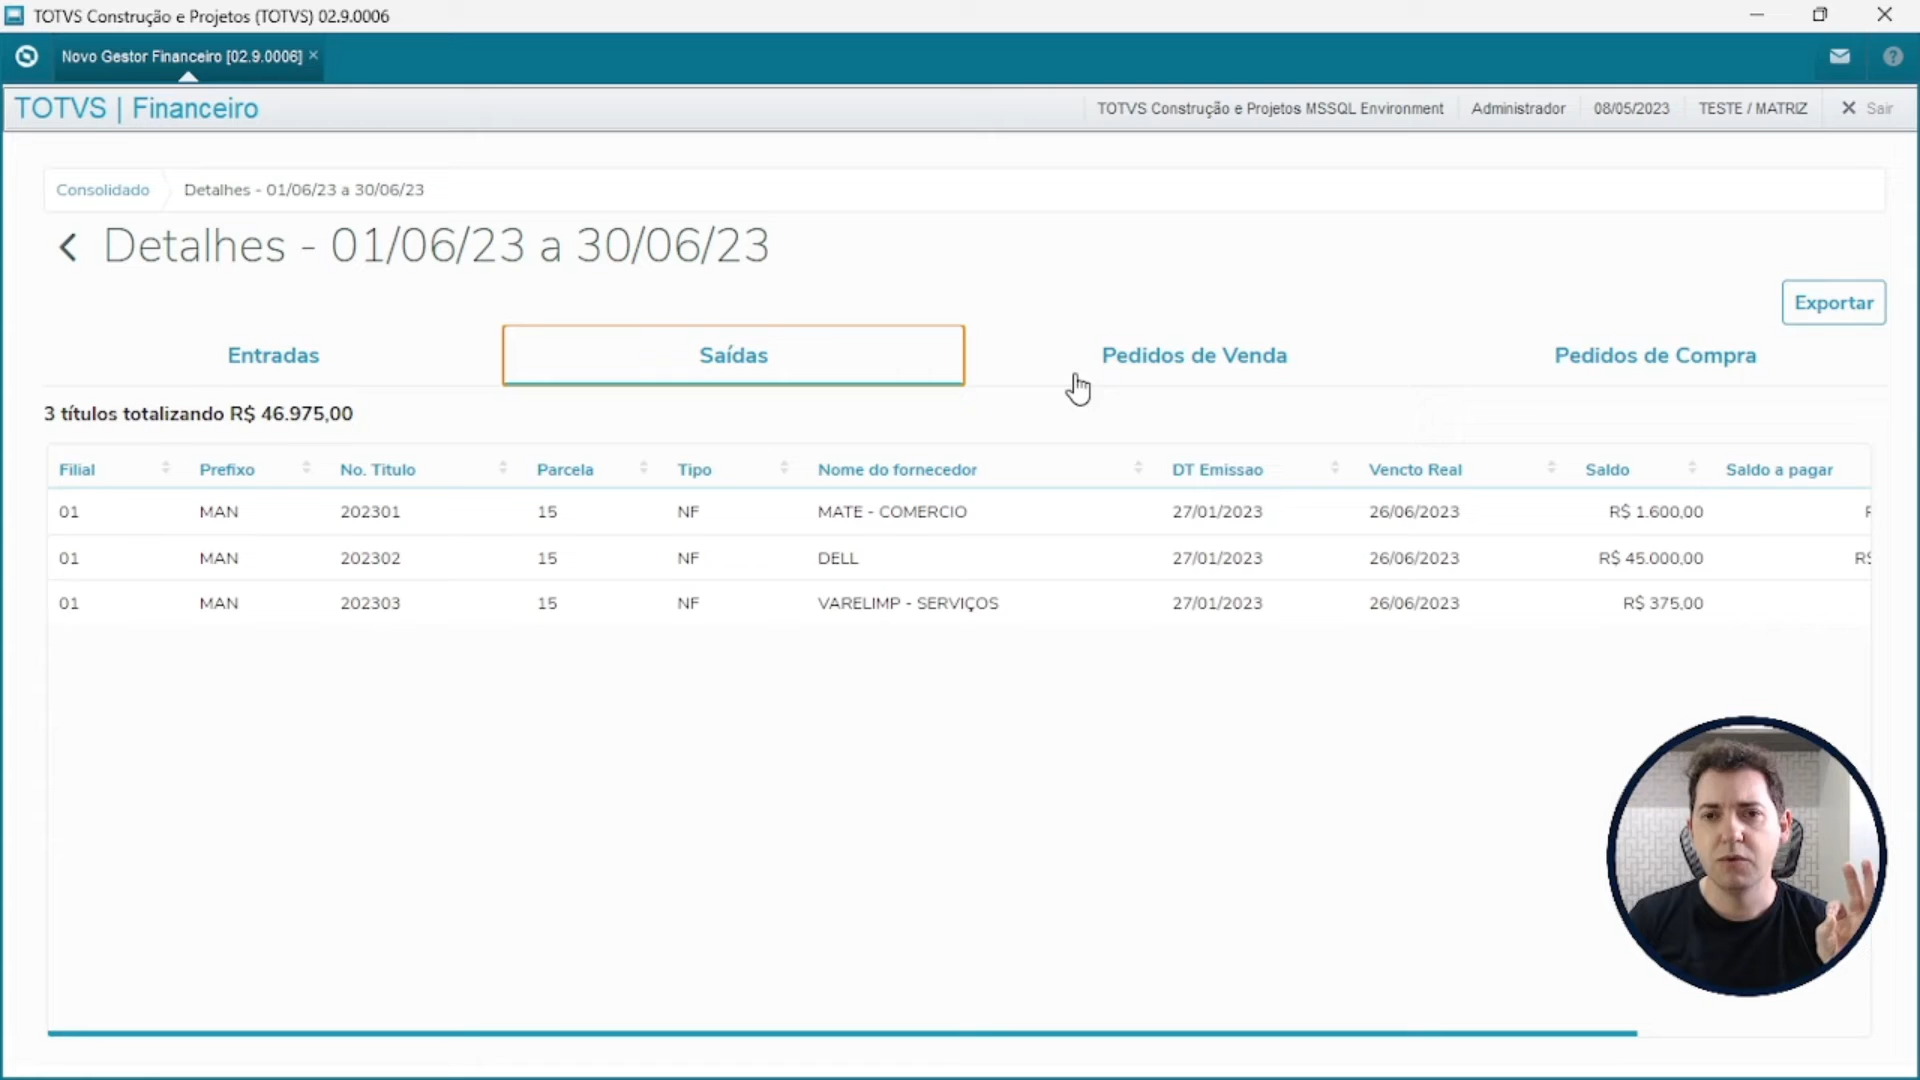 TOTVS Construção e Projetos (TOTVS) 02.9.0006
Novo Gestor Financeiro [02.9.0006]
TOTVS | Financeiro
TOTVS Construção e Projetos MSSQL Environment Administrador 08/05/2023 TESTE / MATRIZ Sair
Consolidado Detalhes - 01/06/23 a 30/06/23
Detalhes - 01/06/23 a 30/06/23
Exportar
Entradas Saídas Pedidos de Venda Pedidos de Compra
3 títulos totalizando R$ 46.975,00
Filial Prefixo No. Titulo Parcela Tipo Nome do fornecedor DT Emissao Vencto Real Saldo Saldo a pagar
01 MAN 202301 15 NF MATE - COMERCIO 27/01/2023 26/06/2023 R$ 1.600,00
01 MAN 202302 15 NF DELL 27/01/2023 26/06/2023 R$ 45.000,00
01 MAN 202303 15 NF VARELIMP - SERVIÇOS 27/01/2023 26/06/2023 R$ 375,00